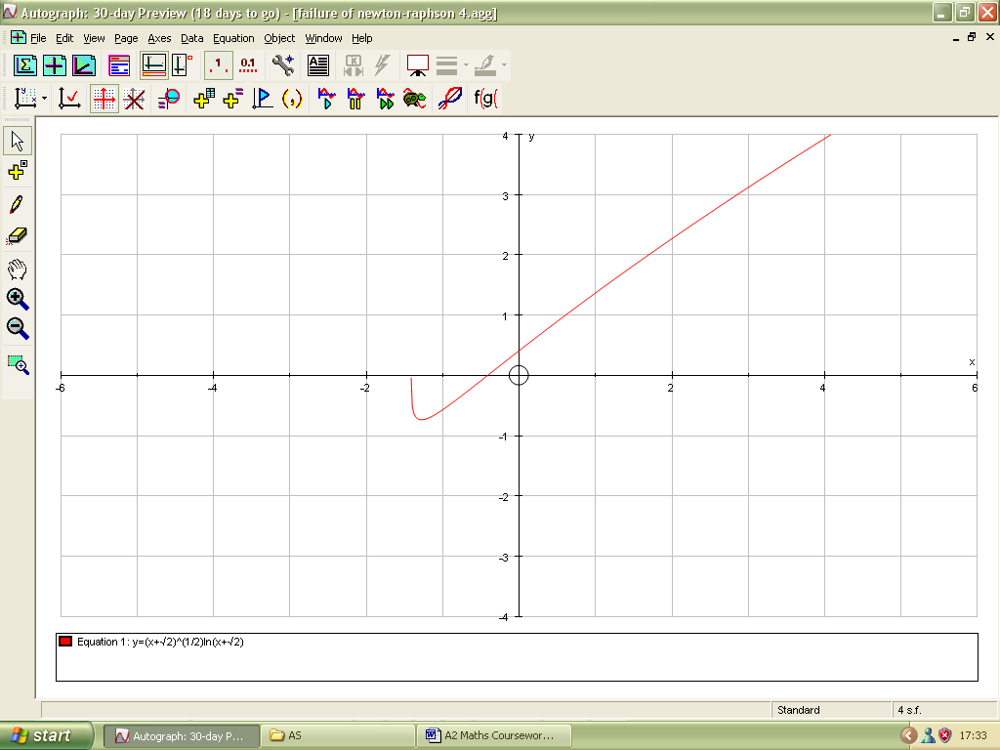 Autograph: 30-day Preview (18 days to go) - [failure of newton-raphson 4.agg]
File Edit View Page Axes Data Equation Object Window Help
.1. 0.1
f(g(
4 y
3
2
1
x
-6 -4 -2 2 4 6
-1
-2
-3
-4
Equation 1: y=(x+√2)^(1/2)ln(x+√2)
Standard 4 s.f.
start Autograph: 30-day P... AS A2 Maths Coursewor... 17:33